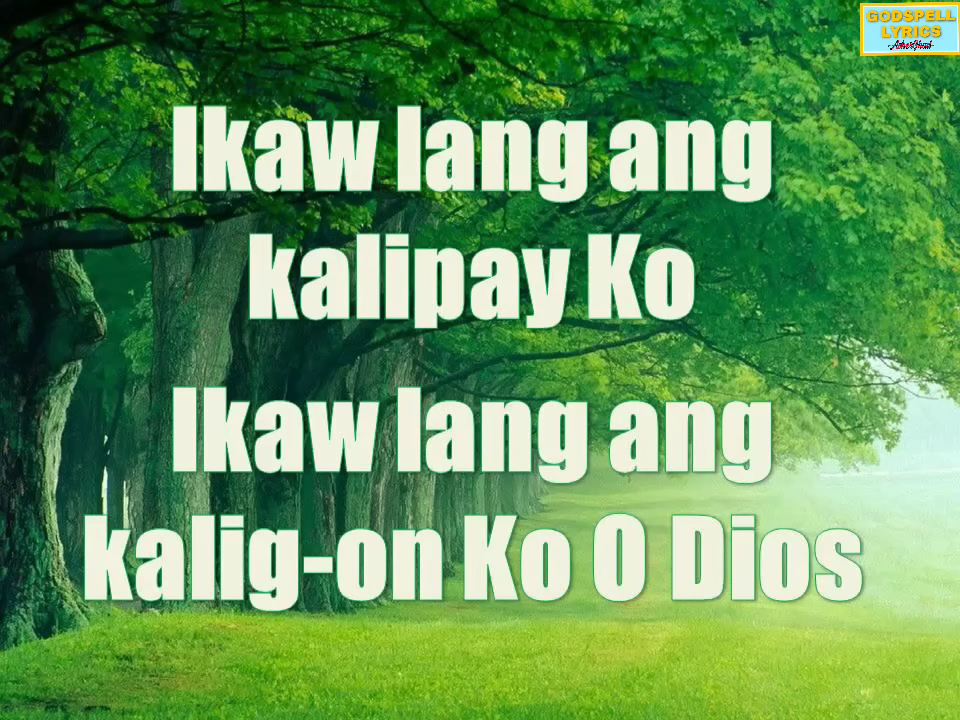 GODSPELL
LYRICS
Ikaw lang ang
kalipay Ko
Ikaw lang ang
kalig-on Ko O Dios